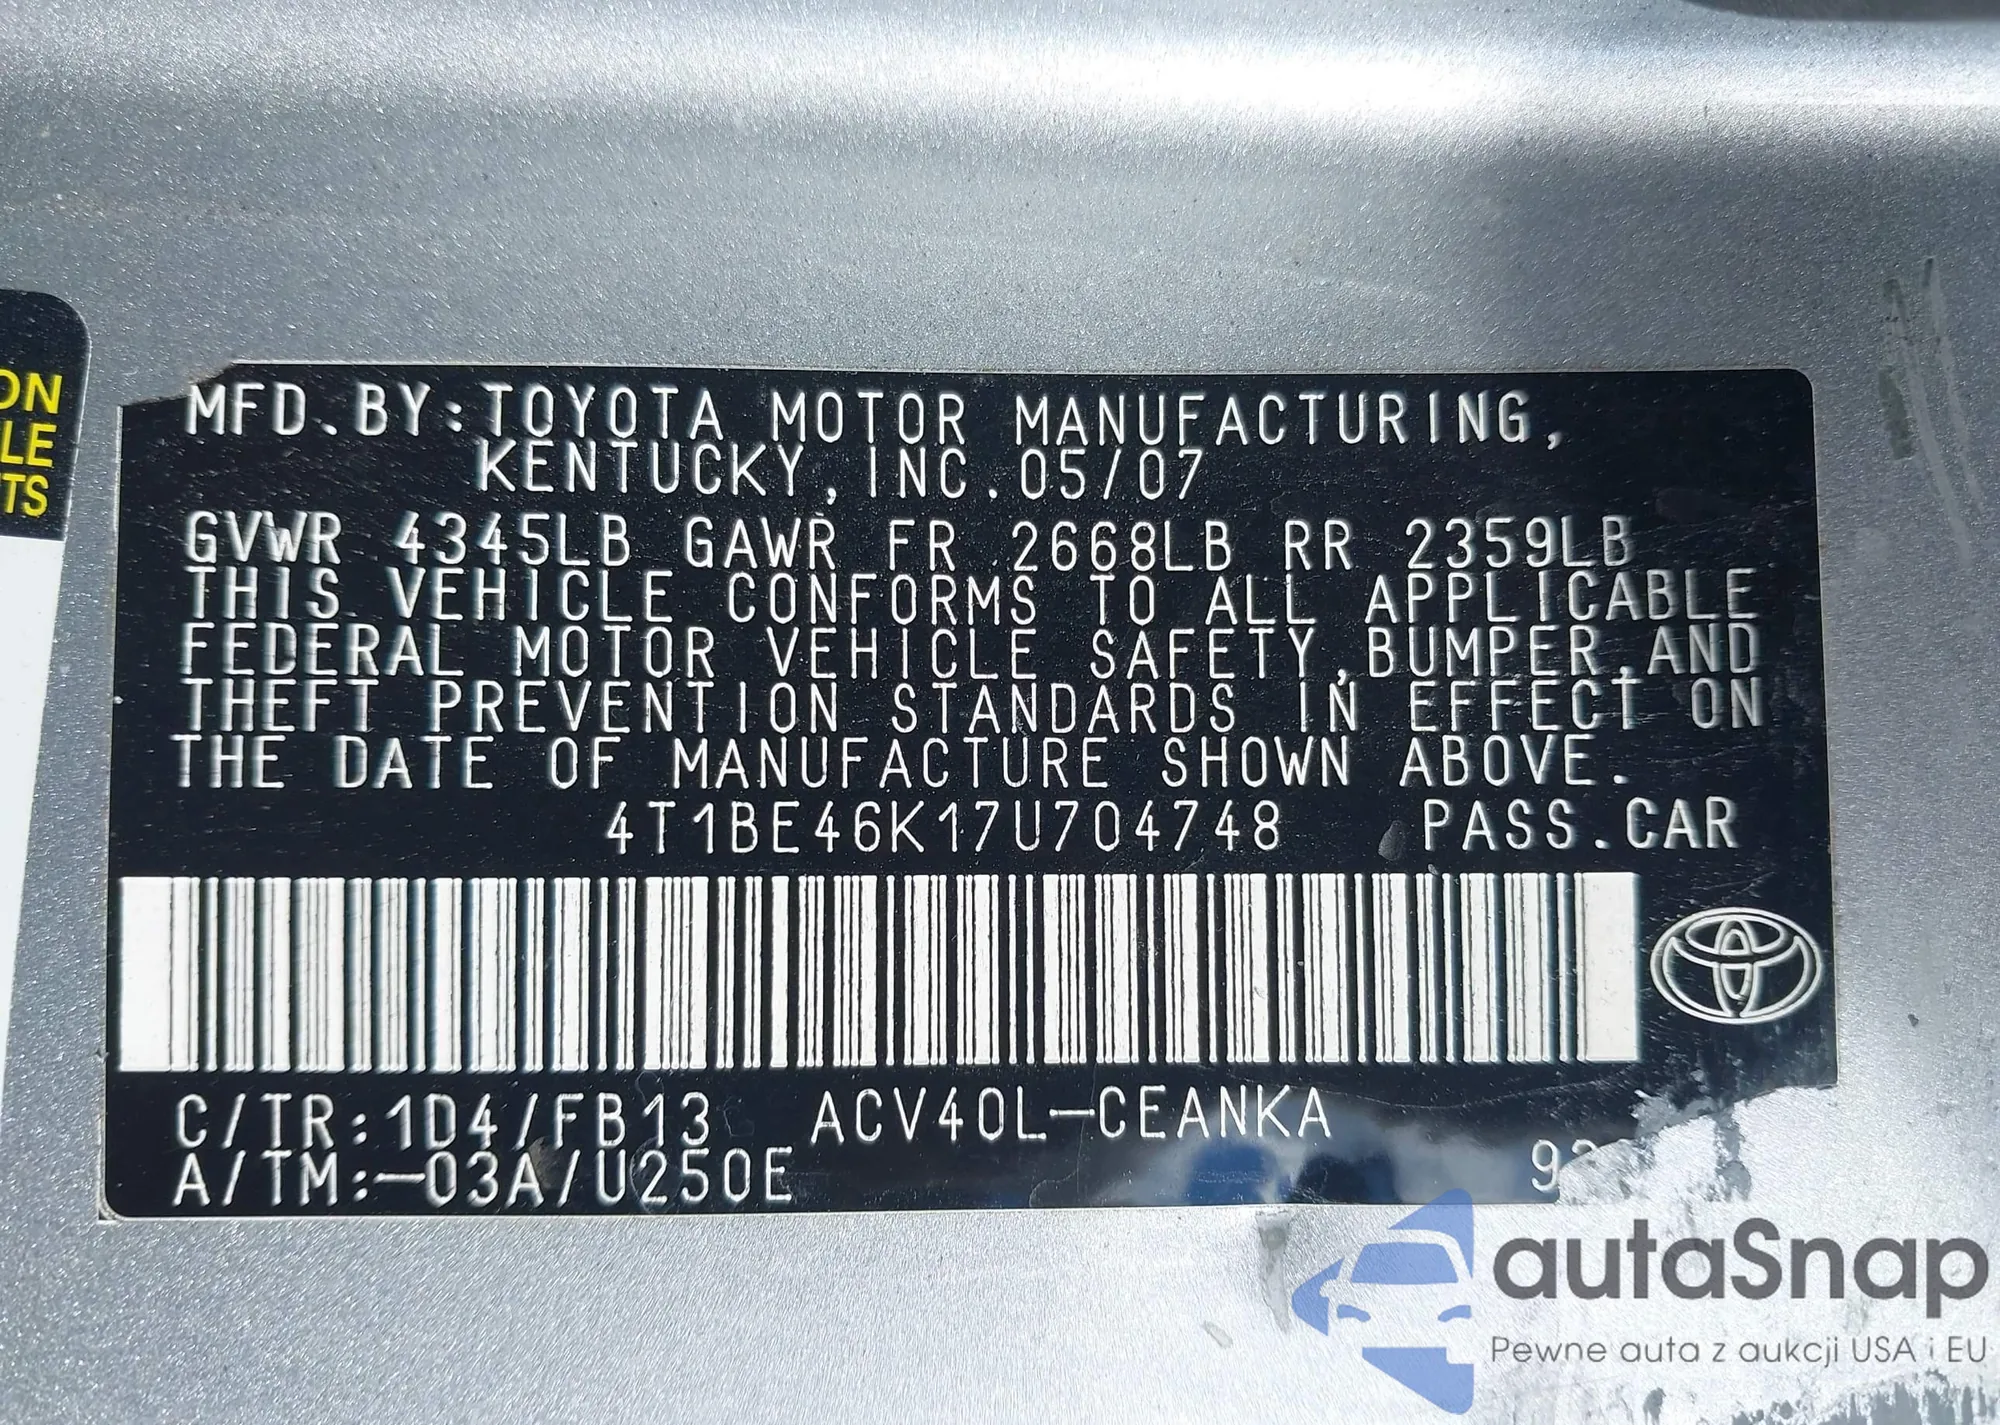 ON
LE
TS
MFD.BY:TOYOTA MOTOR MANUFACTURING,
KENTUCKY,INC.05/07
GVWR 4345LB GAWR FR 2668LB RR 2359LB
THIS VEHICLE CONFORMS TO ALL APPLICABLE
FEDERAL MOTOR VEHICLE SAFETY,BUMPER,AND
THEFT PREVENTION STANDARDS IN EFFECT ON
THE DATE OF MANUFACTURE SHOWN ABOVE.
4T1BE46K17U704748 PASS.CAR
C/TR:1D4/FB13 ACV40L-CEANKA
A/TM:-03A/U250E
autaSnap
Pewne auta z aukcji USA i EU